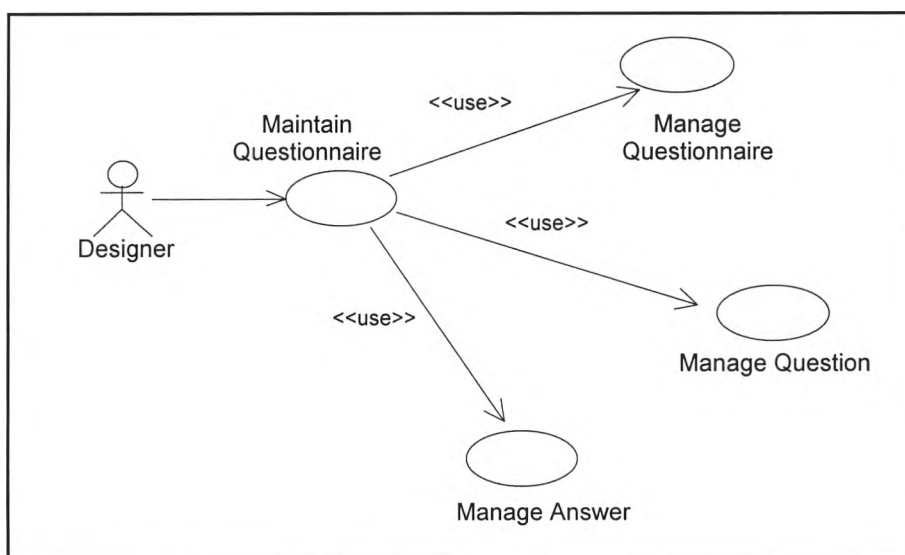 <<use>>
Maintain
Questionnaire
Manage
Questionnaire
Designer
<<use>>
<<use>>
Manage Question
Manage Answer